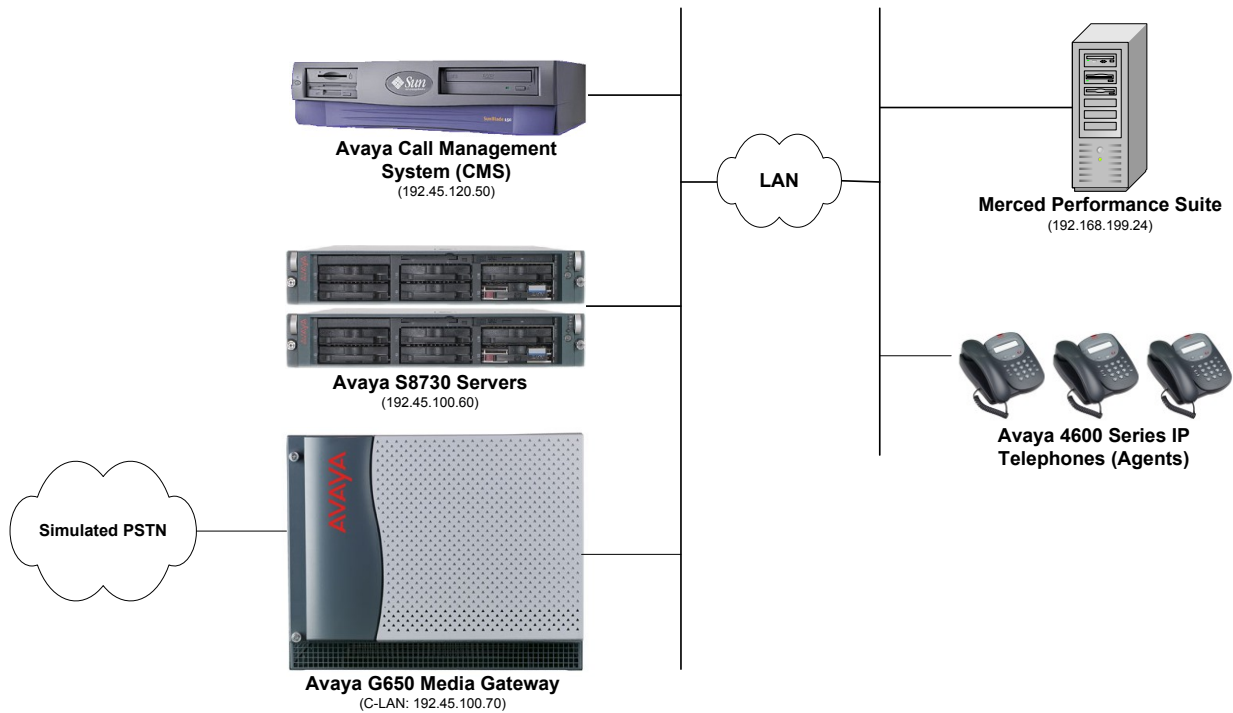 Sun
Avaya Call Management
System (CMS)
(192.45.120.50)
LAN
Merced Performance Suite
(192.168.199.24)
Avaya S8730 Servers
(192.45.100.60)
Avaya 4600 Series IP
Telephones (Agents)
Simulated PSTN
AVAYA
Avaya G650 Media Gateway
(C-LAN: 192.45.100.70)